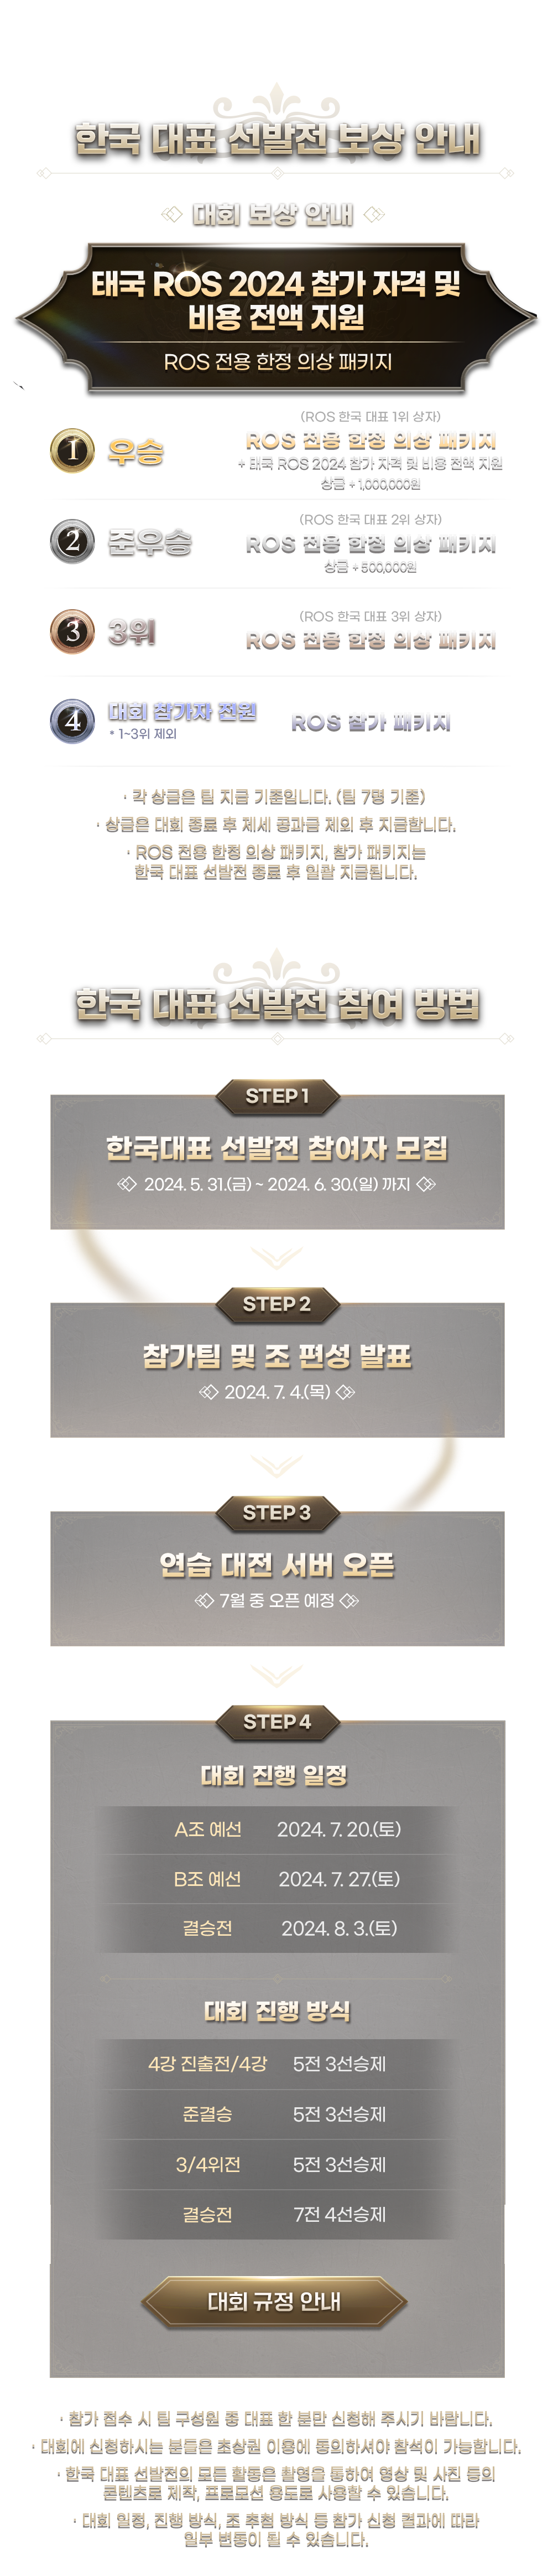 한국 대표 선발전 보상 안내
대회 보상 안내
태국 ROS 2024 참가 자격 및
비용 전액 지원
ROS 전용 한정 의상 패키지
1 우승
(ROS 한국 대표 1위 상자)
ROS 전용 한정 의상 패키지
+ 태국 ROS 2024 참가 자격 및 비용 전액 지원
상금 + 1,000,000원
2 준우승
(ROS 한국 대표 2위 상자)
ROS 전용 한정 의상 패키지
상금 + 500,000원
3 3위
(ROS 한국 대표 3위 상자)
ROS 전용 한정 의상 패키지
4 대회 참가자 전원
* 1~3위 제외
ROS 참가 패키지
· 각 상금은 팀 지급 기준입니다. (팀 7명 기준)
· 상금은 대회 종료 후 제세 공과금 제외 후 지급합니다.
· ROS 전용 한정 의상 패키지, 참가 패키지는
한국 대표 선발전 종료 후 일괄 지급됩니다.
한국 대표 선발전 참여 방법
STEP 1
한국대표 선발전 참여자 모집
2024. 5. 31.(금) ~ 2024. 6. 30.(일) 까지
STEP 2
참가팀 및 조 편성 발표
2024. 7. 4.(목)
STEP 3
연습 대전 서버 오픈
7월 중 오픈 예정
STEP 4
대회 진행 일정
A조 예선 2024. 7. 20.(토)
B조 예선 2024. 7. 27.(토)
결승전 2024. 8. 3.(토)
대회 진행 방식
4강 진출전/4강 5전 3선승제
준결승 5전 3선승제
3/4위전 5전 3선승제
결승전 7전 4선승제
대회 규정 안내
· 참가 접수 시 팀 구성원 중 대표 한 분만 신청해 주시기 바랍니다.
· 대회에 신청하시는 분들은 초상권 이용에 동의하셔야 참석이 가능합니다.
· 한국 대표 선발전의 모든 활동은 촬영을 통하여 영상 및 사진 등의
콘텐츠로 제작, 프로모션 용도로 사용할 수 있습니다.
· 대회 일정, 진행 방식, 조 추첨 방식 등 참가 신청 결과에 따라
일부 변동이 될 수 있습니다.